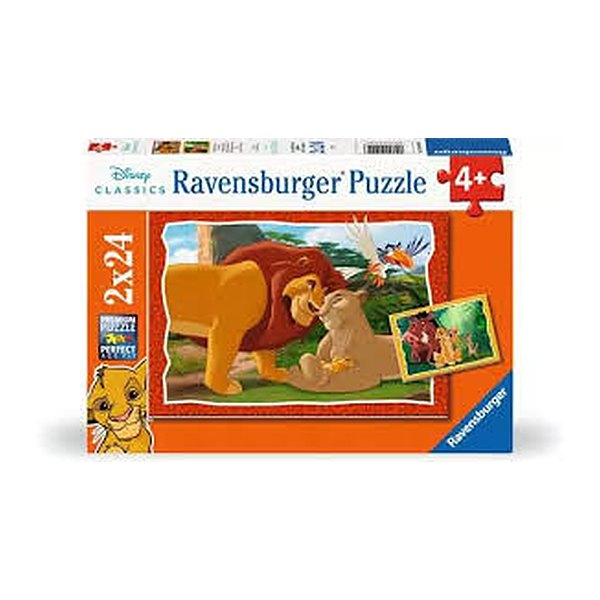 Disney
CLASSICS
Ravensburger® Puzzle
4+
2x24
PREMIUM
PUZZLE
PERFECT
Ravensburger